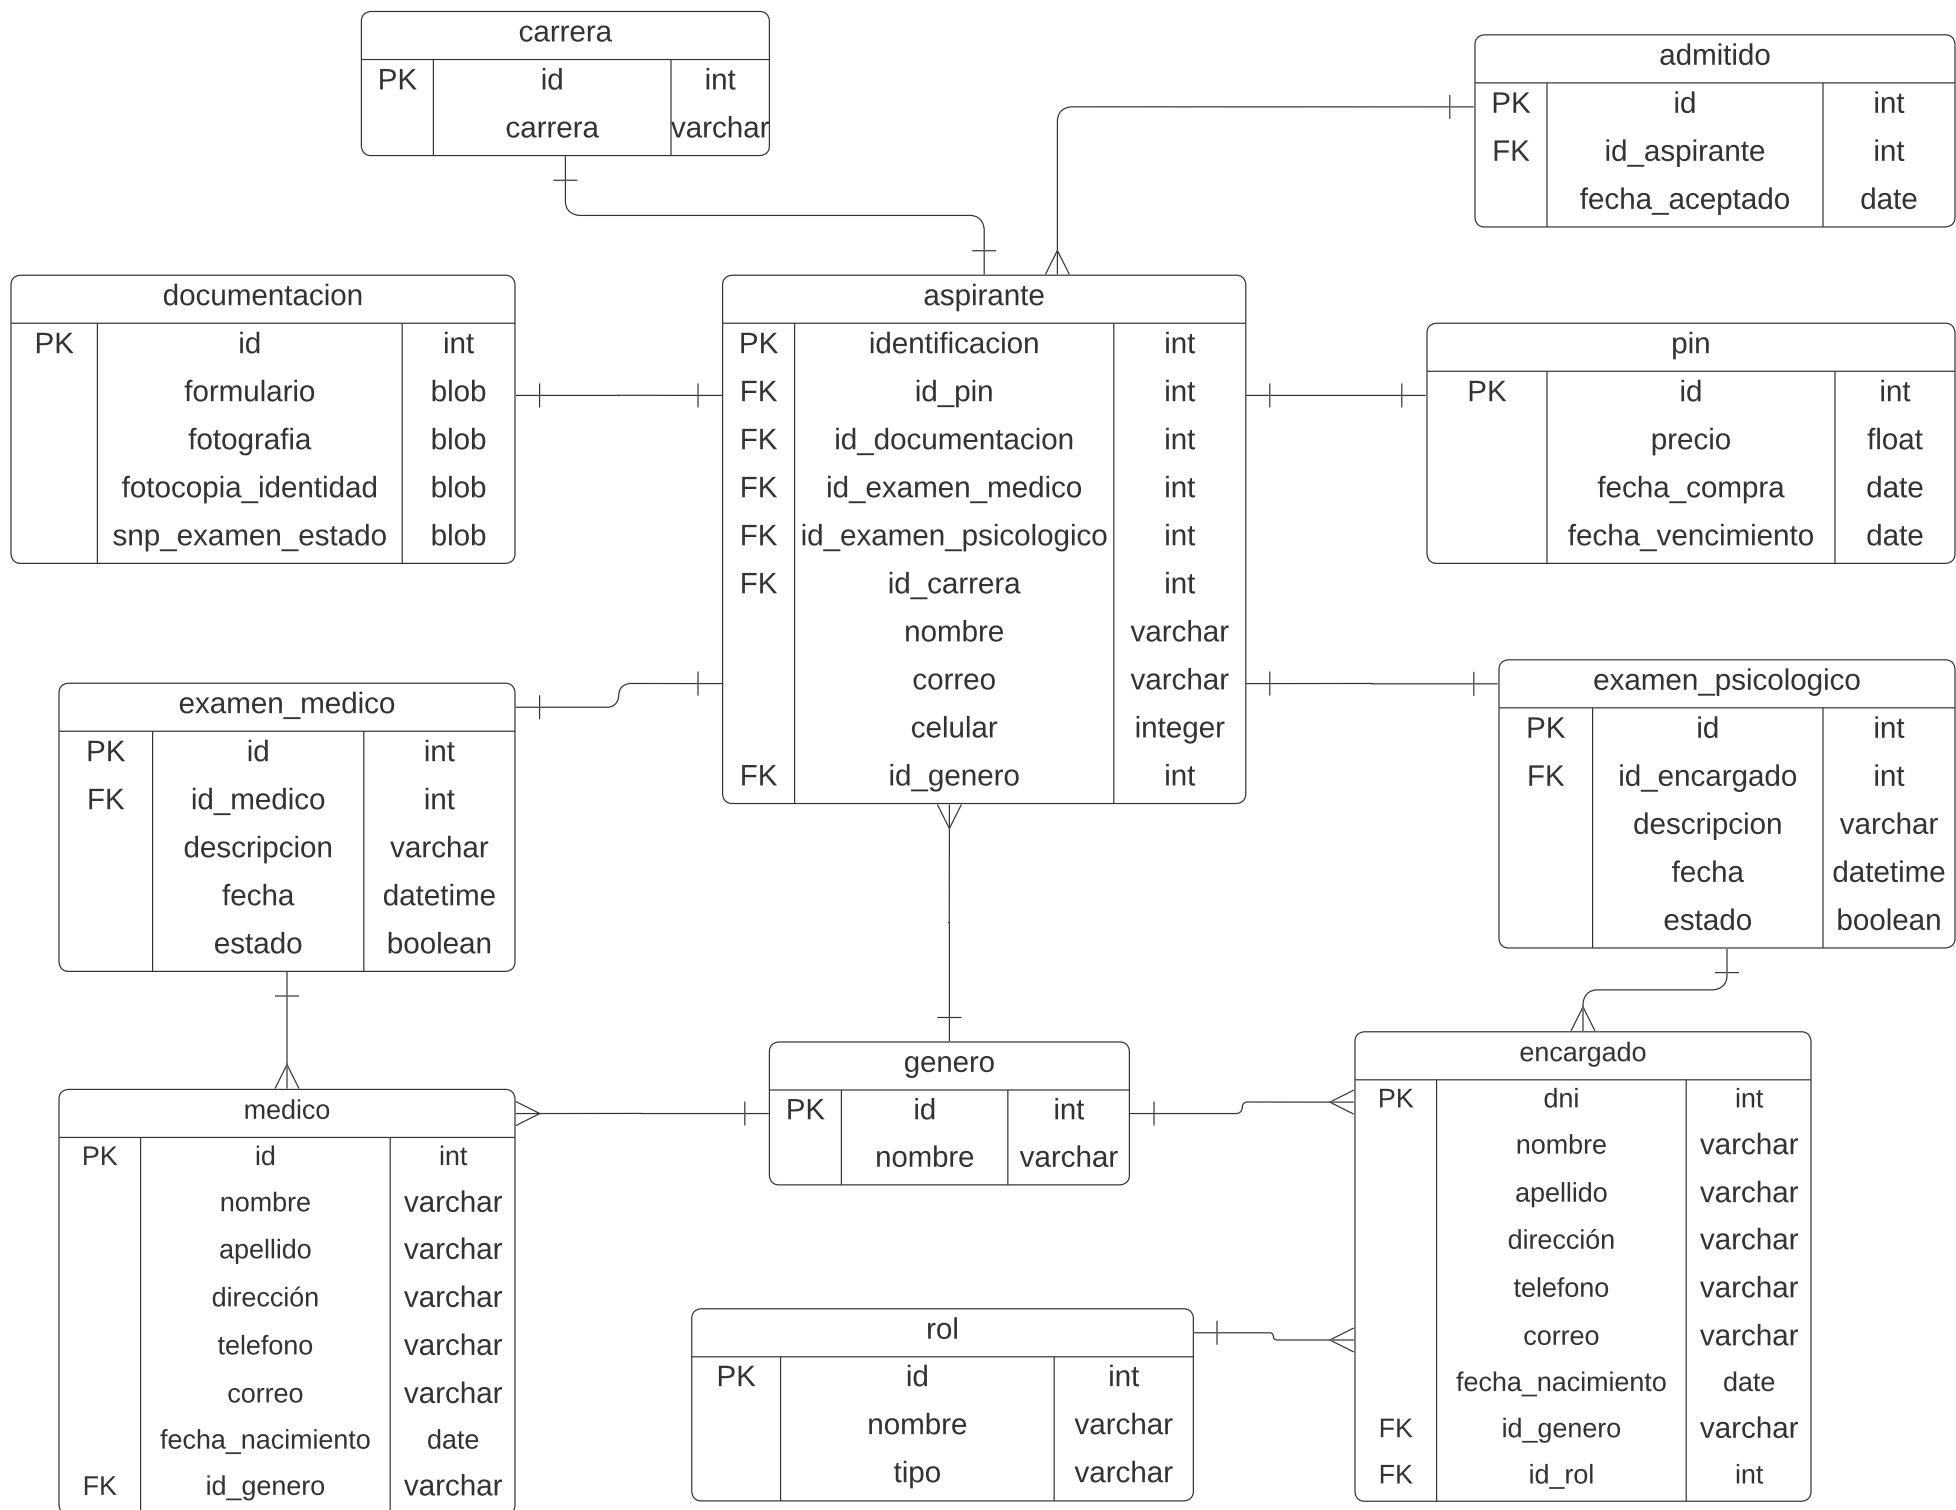 carrera
PK id int
carrera varchar
admitido
PK id int
FK id_aspirante int
fecha_aceptado date
documentacion
PK id int
formulario blob
fotografia blob
fotocopia_identidad blob
snp_examen_estado blob
aspirante
PK identificacion int
FK id_pin int
FK id_documentacion int
FK id_examen_medico int
FK id_examen_psicologico int
FK id_carrera int
nombre varchar
correo varchar
celular integer
FK id_genero int
pin
PK id int
precio float
fecha_compra date
fecha_vencimiento date
examen_medico
PK id int
FK id_medico int
descripcion varchar
fecha datetime
estado boolean
examen_psicologico
PK id int
FK id_encargado int
descripcion varchar
fecha datetime
estado boolean
medico
PK id int
nombre varchar
apellido varchar
dirección varchar
telefono varchar
correo varchar
fecha_nacimiento date
FK id_genero varchar
genero
PK id int
nombre varchar
encargado
PK dni int
nombre varchar
apellido varchar
dirección varchar
telefono varchar
correo varchar
fecha_nacimiento date
FK id_genero varchar
FK id_rol int
rol
PK id int
nombre varchar
tipo varchar